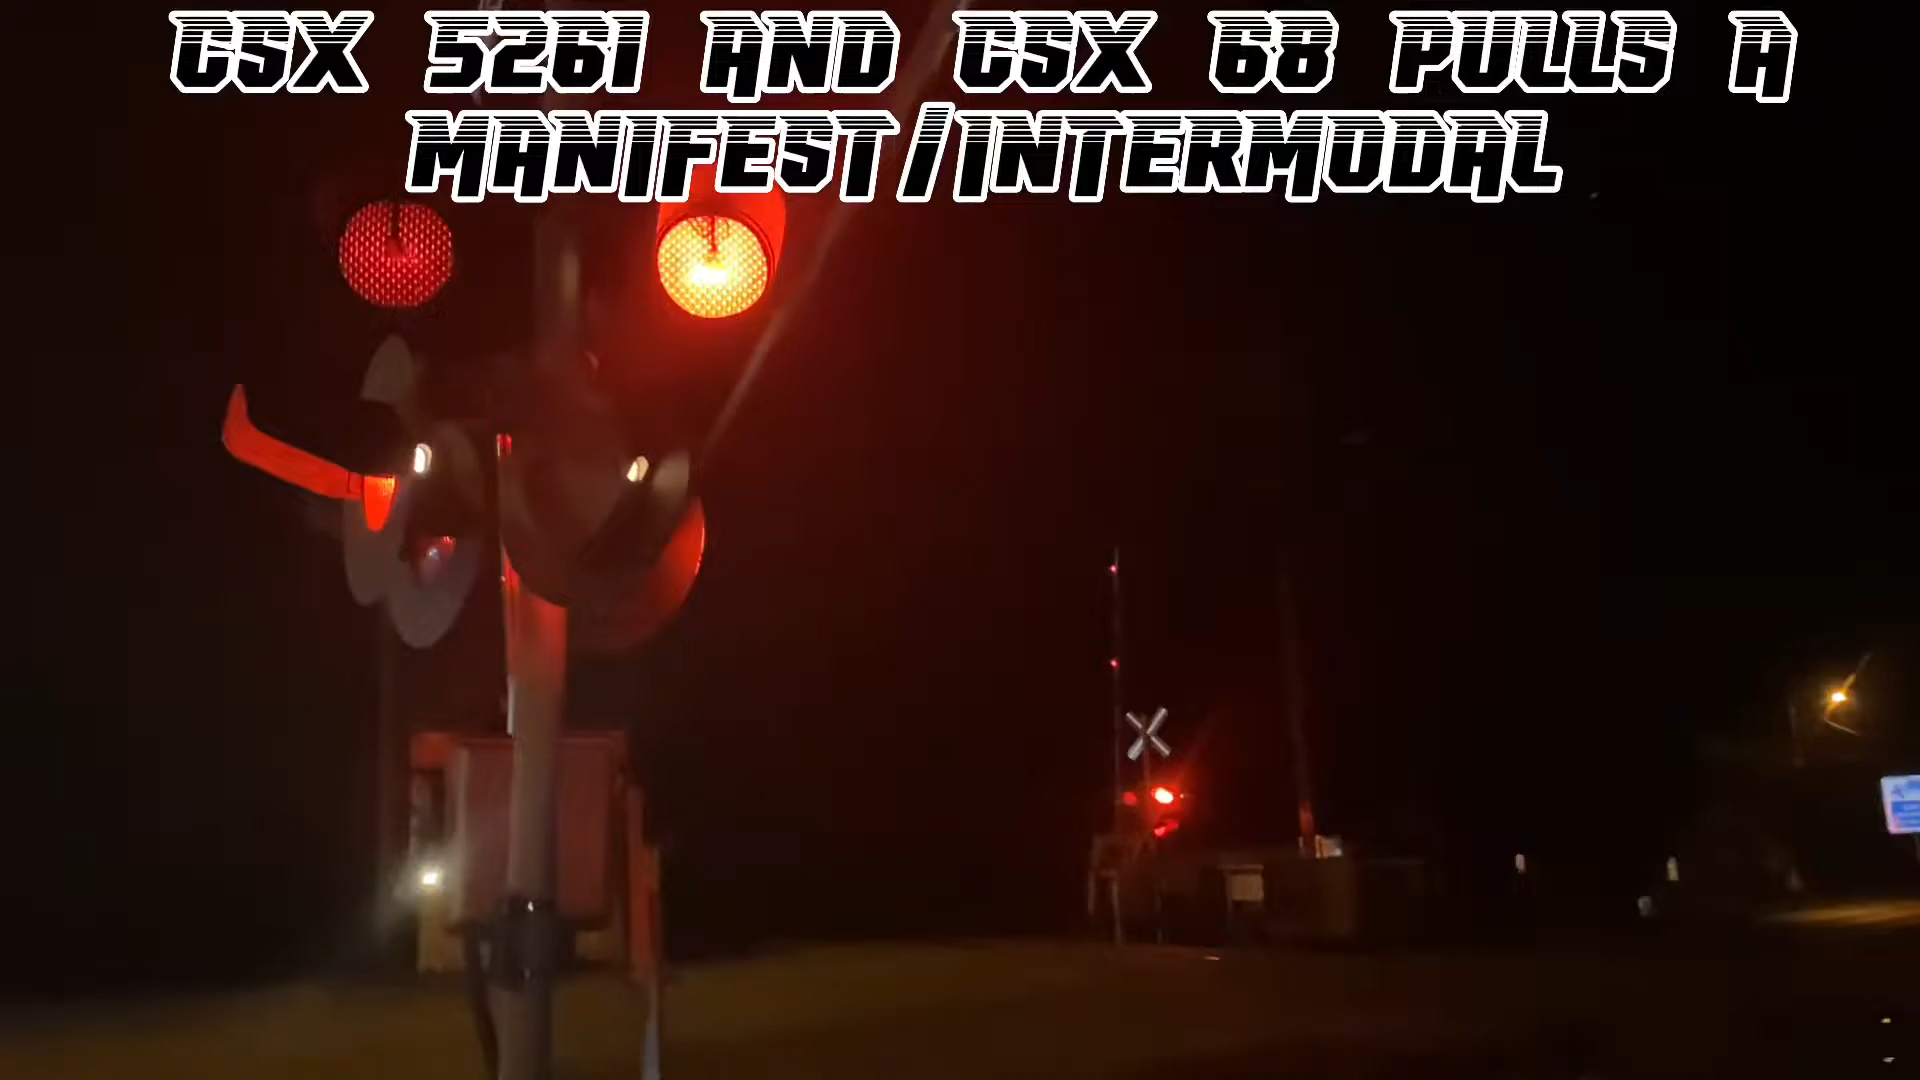 CSX 5261 AND CSX 68 PULLS A
MANIFEST/INTERMODAL